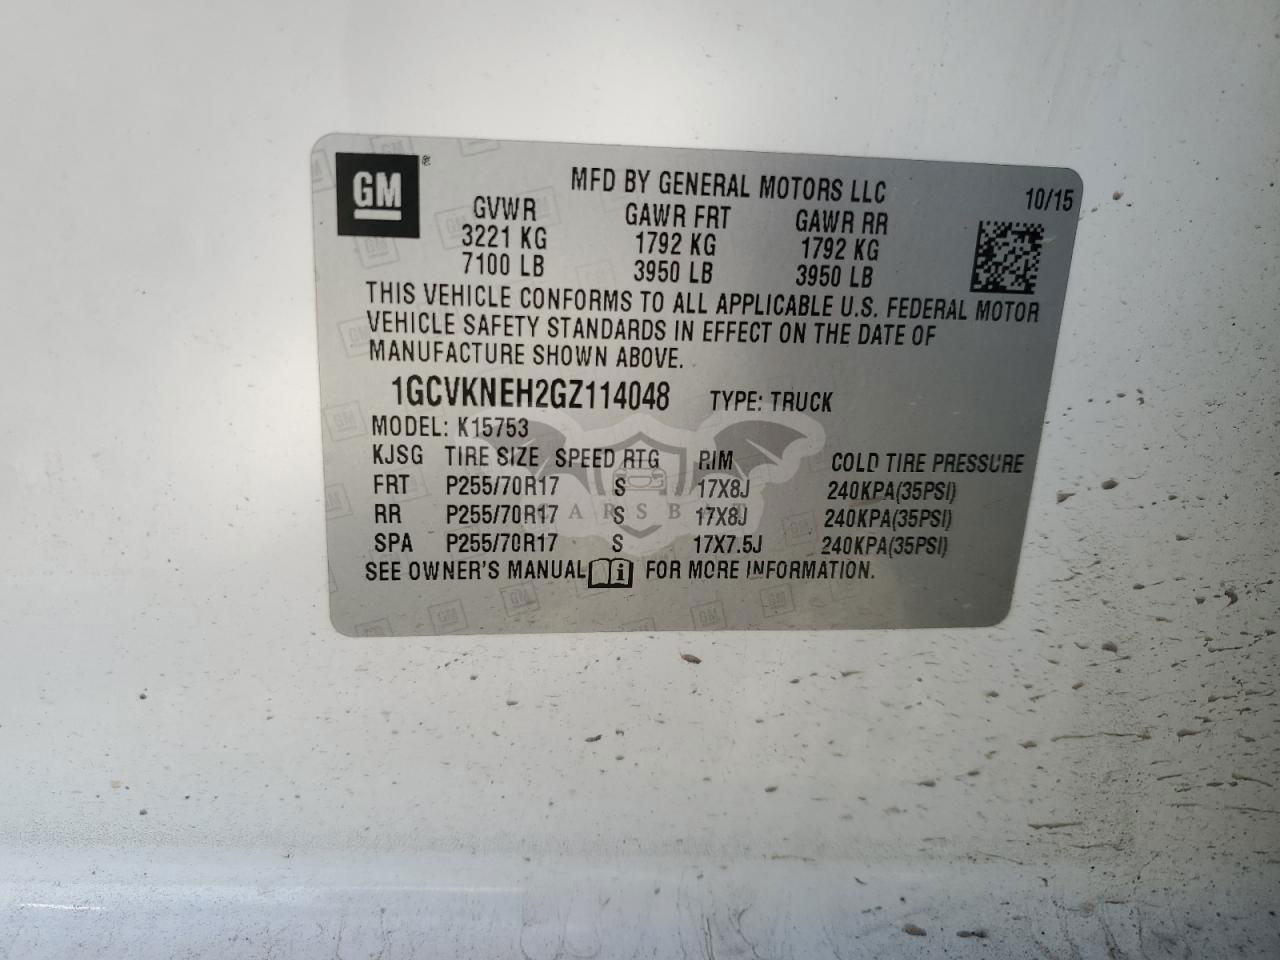 GM ®
MFD BY GENERAL MOTORS LLC 10/15
GVWR GAWR FRT GAWR RR
3221 KG 1792 KG 1792 KG
7100 LB 3950 LB 3950 LB
THIS VEHICLE CONFORMS TO ALL APPLICABLE U.S. FEDERAL MOTOR
VEHICLE SAFETY STANDARDS IN EFFECT ON THE DATE OF
MANUFACTURE SHOWN ABOVE.
1GCVKNEH2GZ114048 TYPE: TRUCK
MODEL: K15753
KJSG TIRE SIZE SPEED RTG RIM COLD TIRE PRESSURE
FRT P255/70R17 S 17X8J 240KPA(35PSI)
RR P255/70R17 S 17X8J 240KPA(35PSI)
SPA P255/70R17 S 17X7.5J 240KPA(35PSI)
SEE OWNER'S MANUAL i FOR MORE INFORMATION.